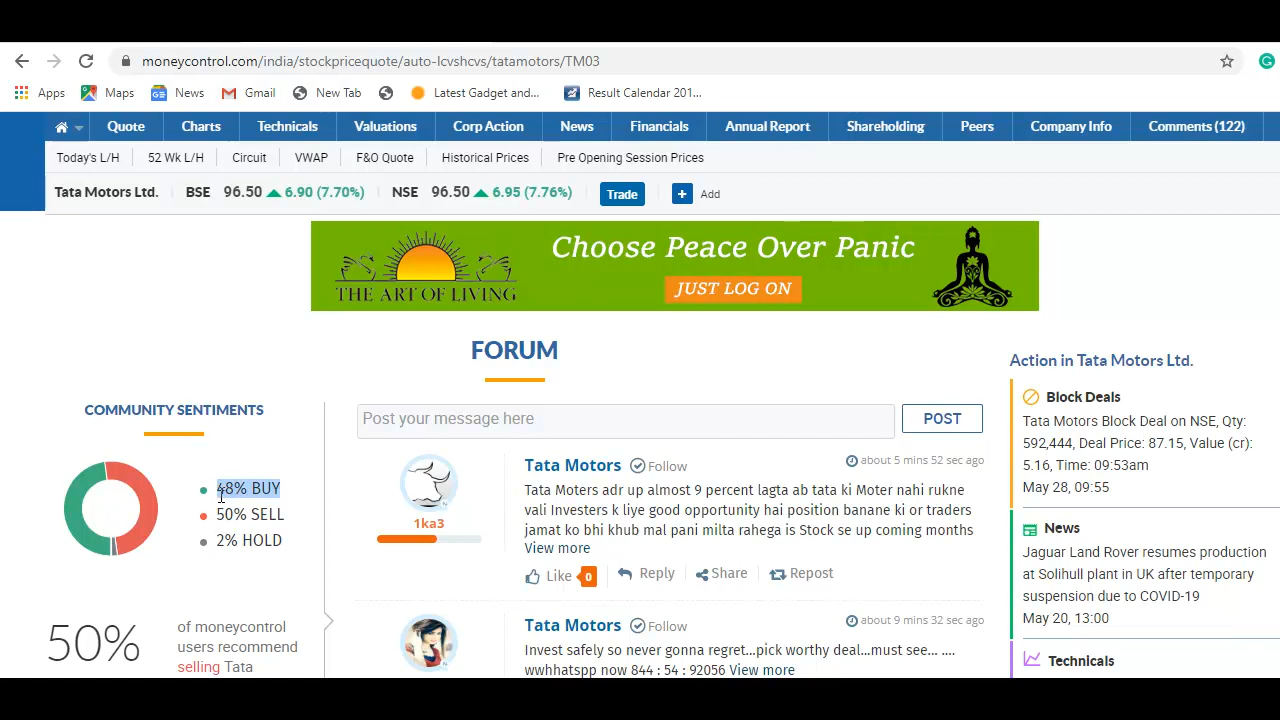 moneycontrol.com/india/stockpricequote/auto-lcvshcvs/tatamotors/TM03
Apps Maps News Gmail New Tab Latest Gadget and... Result Calendar 201...
Quote Charts Technicals Valuations Corp Action News Financials Annual Report Shareholding Peers Company Info Comments (122)
Today's L/H 52 Wk L/H Circuit VWAP F&O Quote Historical Prices Pre Opening Session Prices
Tata Motors Ltd. BSE 96.50 6.90 (7.70%) NSE 96.50 6.95 (7.76%) Trade + Add
THE ART OF LIVING
Choose Peace Over Panic
JUST LOG ON
FORUM
COMMUNITY SENTIMENTS
48% BUY
50% SELL
2% HOLD
50%
of moneycontrol
users recommend
selling Tata
Post your message here
POST
1ka3
Tata Motors Follow
about 5 mins 52 sec ago
Tata Moters adr up almost 9 percent lagta ab tata ki Moter nahi rukne
vali Investers k liye good opportunity hai position banane ki or traders
jamat ko bhi khub mal pani milta rahega is Stock se up coming months
View more
Like 0 Reply Share Repost
Tata Motors Follow
about 9 mins 32 sec ago
Invest safely so never gonna regret...pick worthy deal...must see... ....
wwhhatspp now 844 : 54 : 92056 View more
Action in Tata Motors Ltd.
Block Deals
Tata Motors Block Deal on NSE, Qty:
592,444, Deal Price: 87.15, Value (cr):
5.16, Time: 09:53am
May 28, 09:55
News
Jaguar Land Rover resumes production
at Solihull plant in UK after temporary
suspension due to COVID-19
May 20, 13:00
Technicals